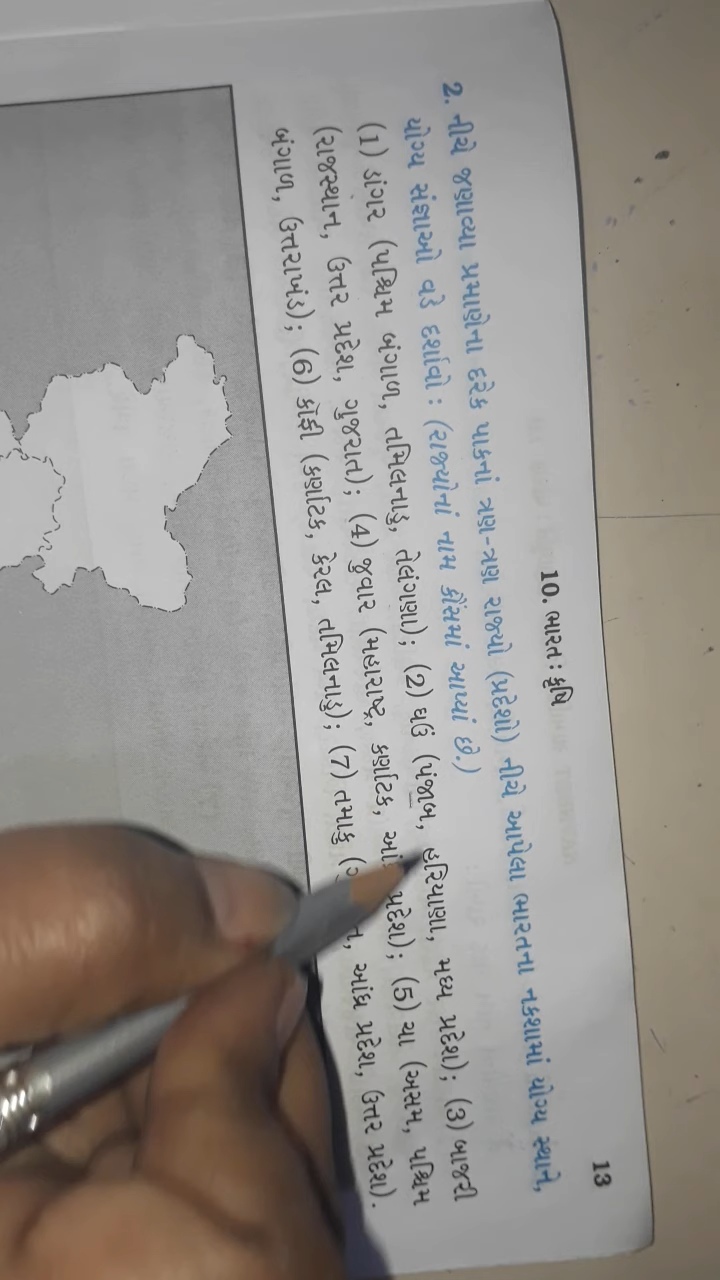 13
10. ભારત : કૃષિ
2. નીચે જણાવ્યા પ્રમાણેના દરેક પાકનાં ત્રણ-ત્રણ રાજ્યો (પ્રદેશો) નીચે આપેલા ભારતના નકશામાં યોગ્ય સ્થાને,
યોગ્ય સંજ્ઞાઓ વડે દર્શાવો : (રાજ્યોનાં નામ કૌંસમાં આપ્યાં છે.)
(1) ડાંગર (પશ્ચિમ બંગાળ, તમિલનાડુ, તેલંગણા); (2) ઘઉં (પંજાબ, હરિયાણા, મધ્ય પ્રદેશ); (3) બાજરી
(રાજસ્થાન, ઉત્તર પ્રદેશ, ગુજરાત); (4) જુવાર (મહારાષ્ટ્ર, કર્ણાટક, પ્રદેશ); (5) ચા (અસમ, પશ્ચિમ
બંગાળ, ઉત્તરાખંડ); (6) કૉફી (કર્ણાટક, કેરલ, તમિલનાડુ); (7) તમાકુ ( આંધ્ર પ્રદેશ, ઉત્તર પ્રદેશ).